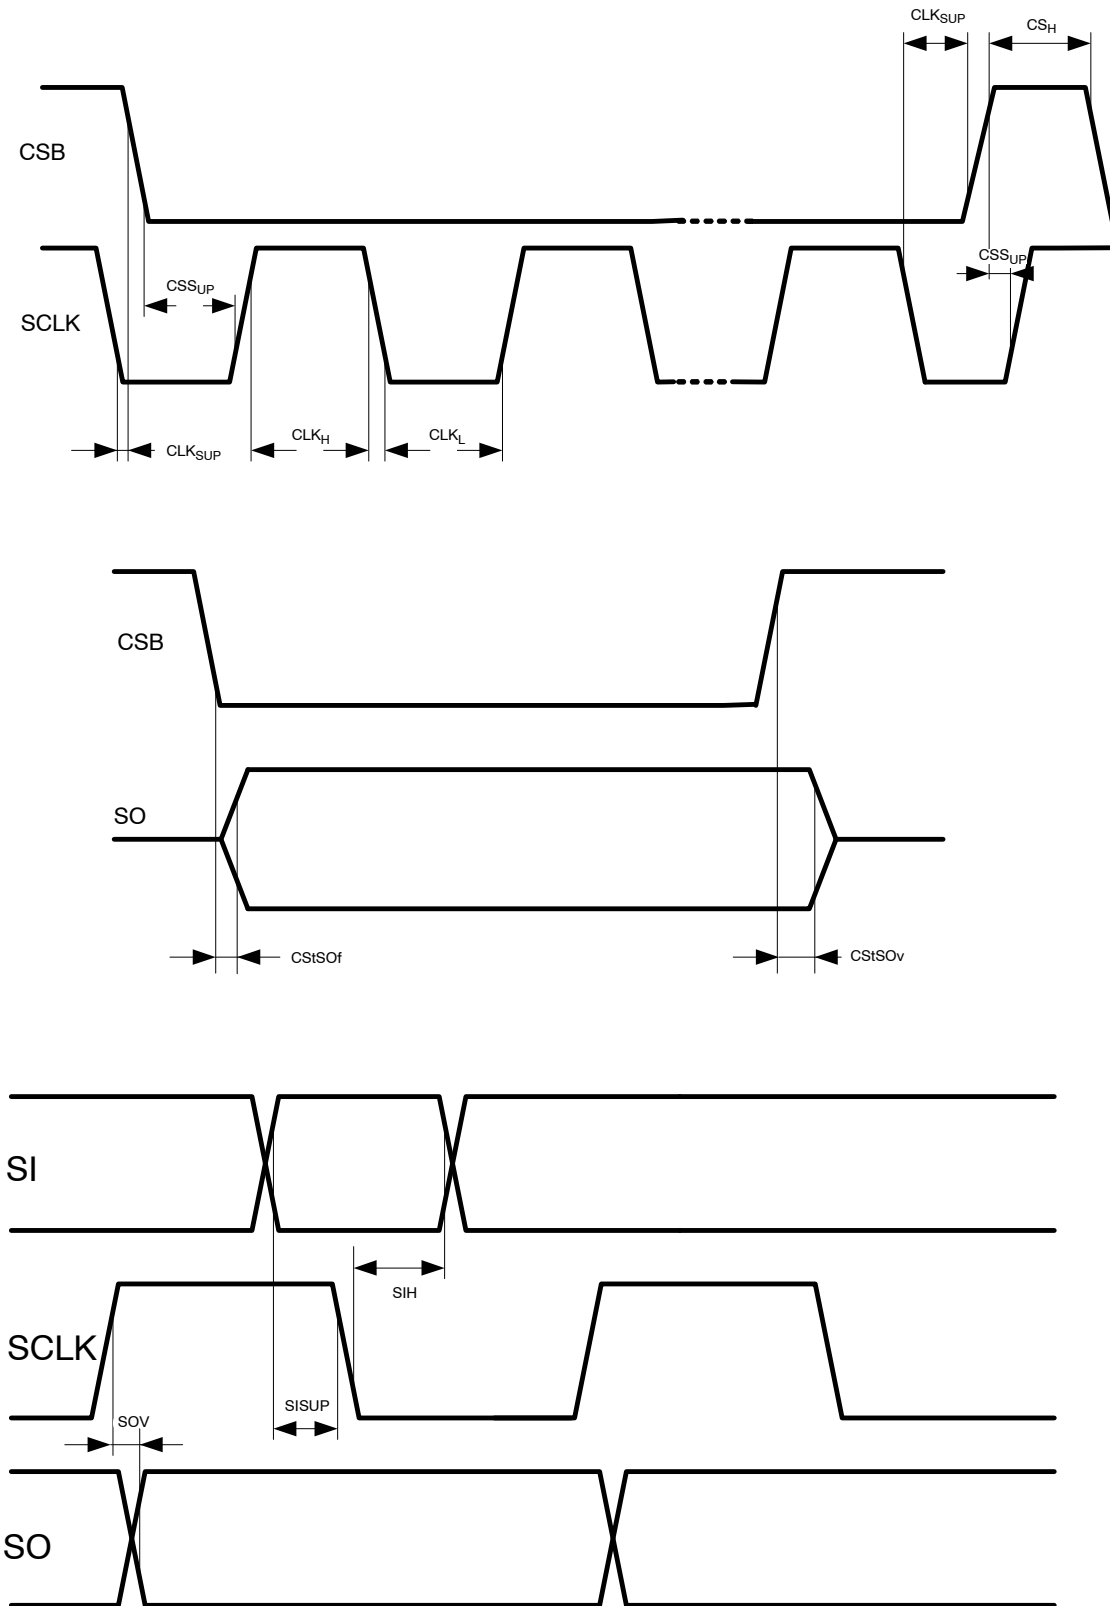 CLKSUP
CSH
CSB
CSSUP
CSSUP
SCLK
CLKH
CLKL
CLKSUP
CSB
SO
CStSOf
CStSOv
SI
SIH
SCLK
SISUP
SOV
SO